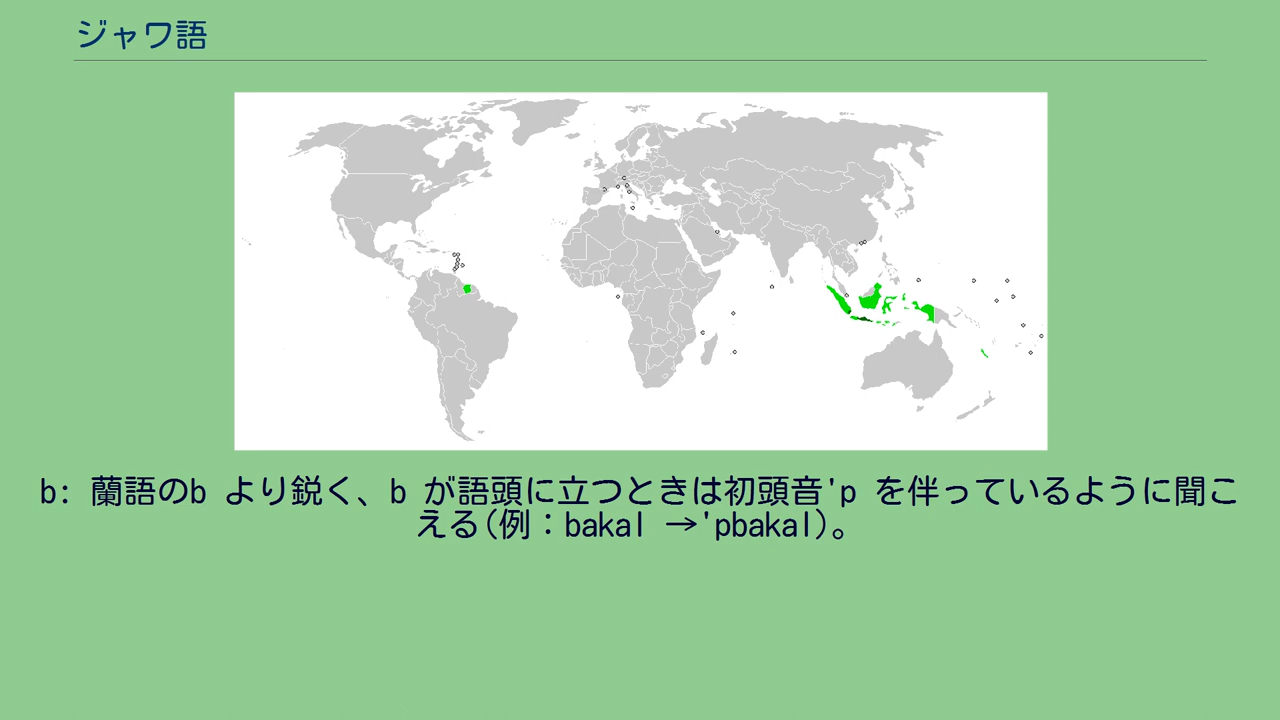 ジャワ語
b: 蘭語のb より鋭く、b が語頭に立つときは初頭音'p を伴っているように聞こ
える(例：bakal →'pbakal)。